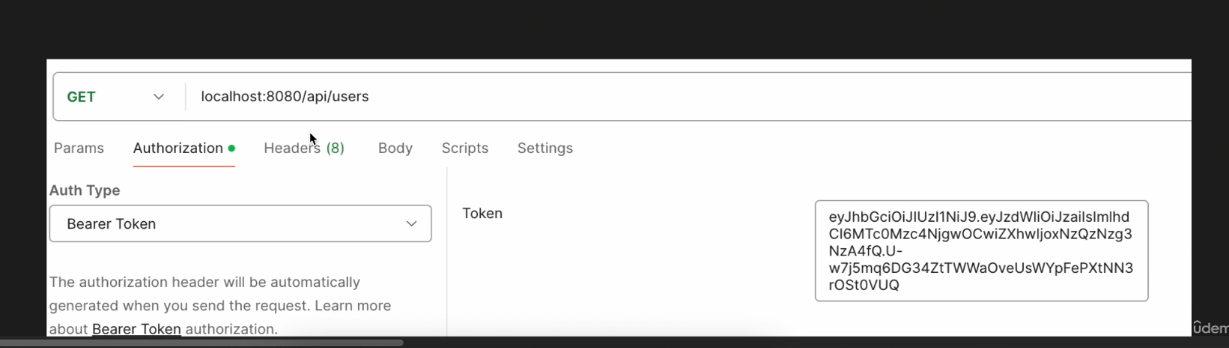 GET
localhost:8080/api/users
Params
Authorization
Headers (8)
Body
Scripts
Settings
Auth Type
Bearer Token
The authorization header will be automatically
generated when you send the request. Learn more
about Bearer Token authorization.
Token
eyJhbGciOiJIUzI1NiJ9.eyJzdWIiOiJzaiIsImlhd
CI6MTc0Mzc4NjgwOCwiZXhwIjoxNzQzNzg3
NzA4fQ.U-
w7j5mq6DG34ZtTWWaOveUsWYpFePXtNN3
rOSt0VUQ